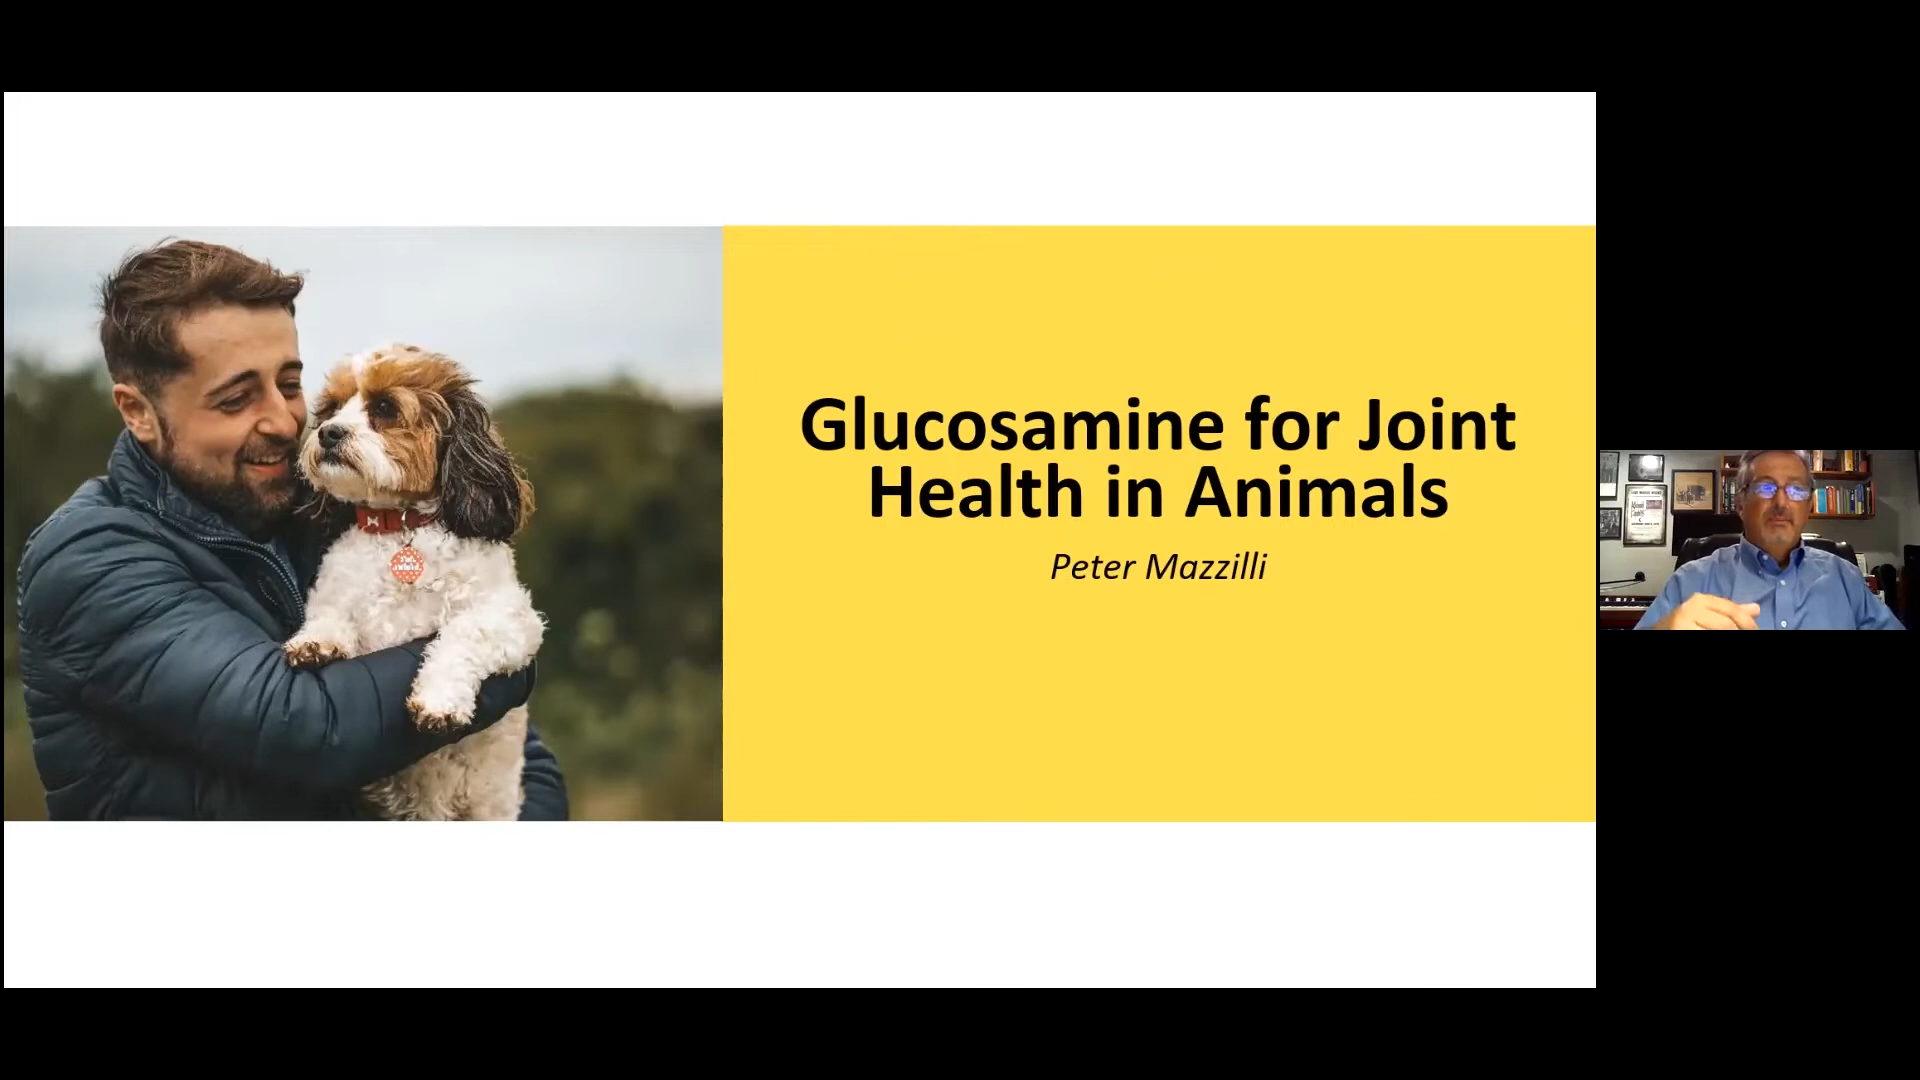 Glucosamine for Joint
Health in Animals
Peter Mazzilli